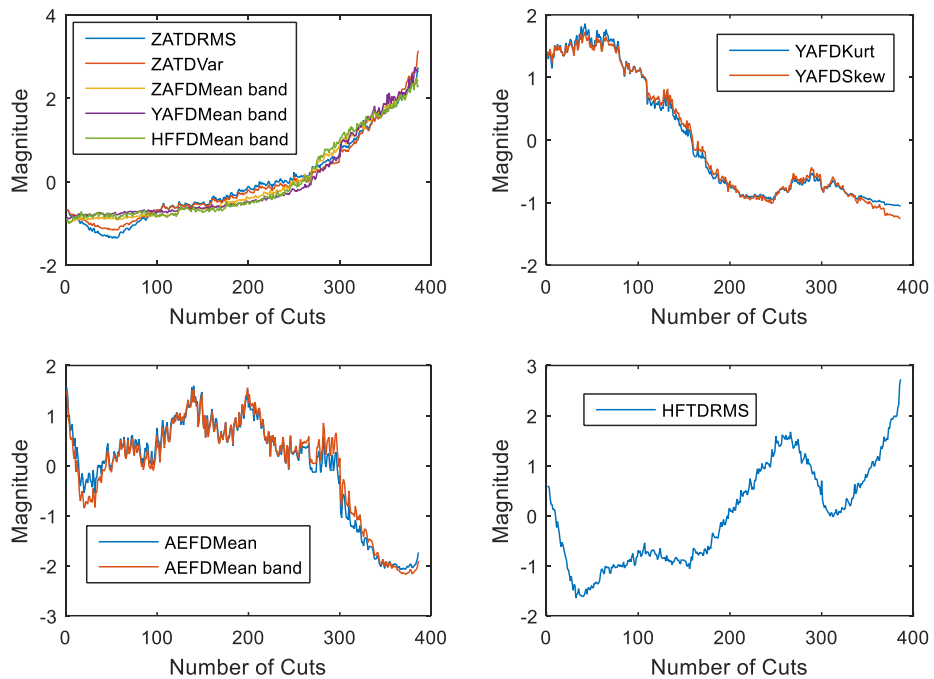 4
2
0
-2
Magnitude
ZATDRMS
ZATDVar
ZAFDMean band
YAFDMean band
HFFDMean band
0 100 200 300 400
Number of Cuts
2
1
0
-1
-2
Magnitude
YAFDKurt
YAFDSkew
0 100 200 300 400
Number of Cuts
2
1
0
-1
-2
-3
Magnitude
AEFDMean
AEFDMean band
0 100 200 300 400
Number of Cuts
3
2
1
0
-1
-2
Magnitude
HFTDRMS
0 100 200 300 400
Number of Cuts